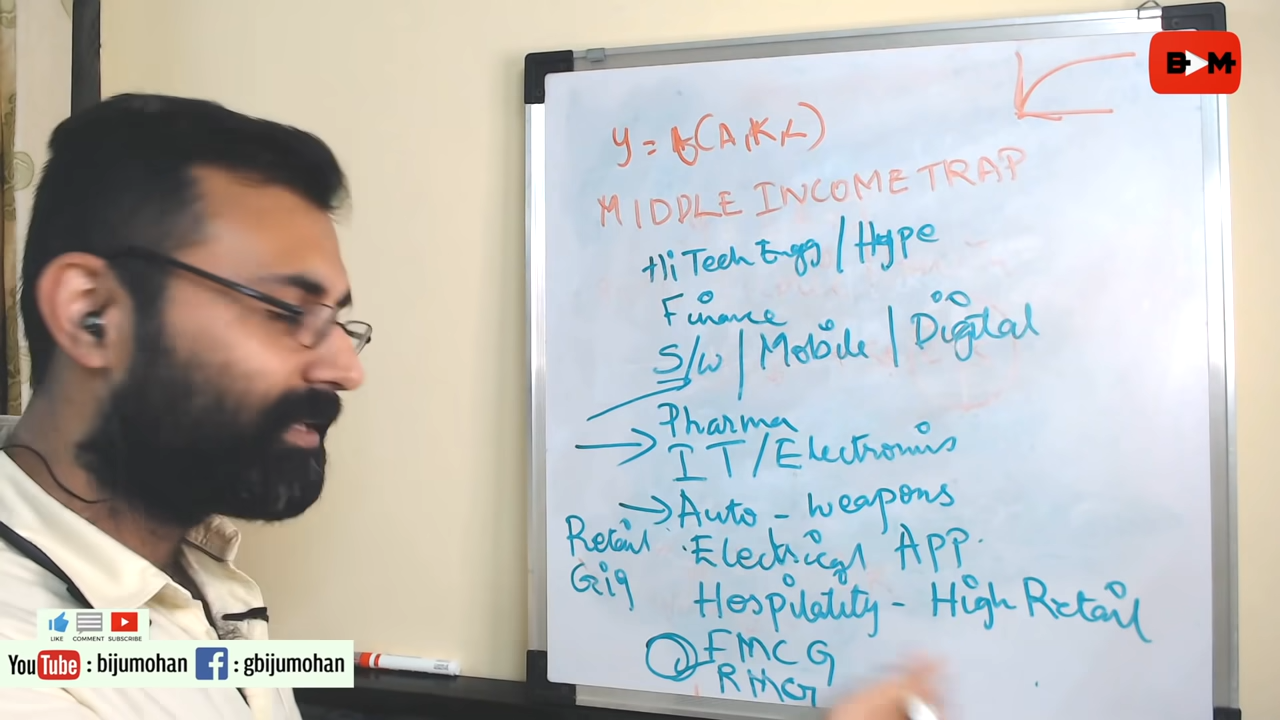 B M
Y = f(A, K, L)
MIDDLE INCOME TRAP
Hi Tech Engg / Hype
Finance
S/W | Mobile | Digital
Pharma
IT/Electronis
Auto - weapons
Retail
Electrical APP.
Gig
Hospitality - High Retail
FMCG
RMG
LIKE COMMENT SUBSCRIBE
YouTube : bijumohan f : gbijumohan